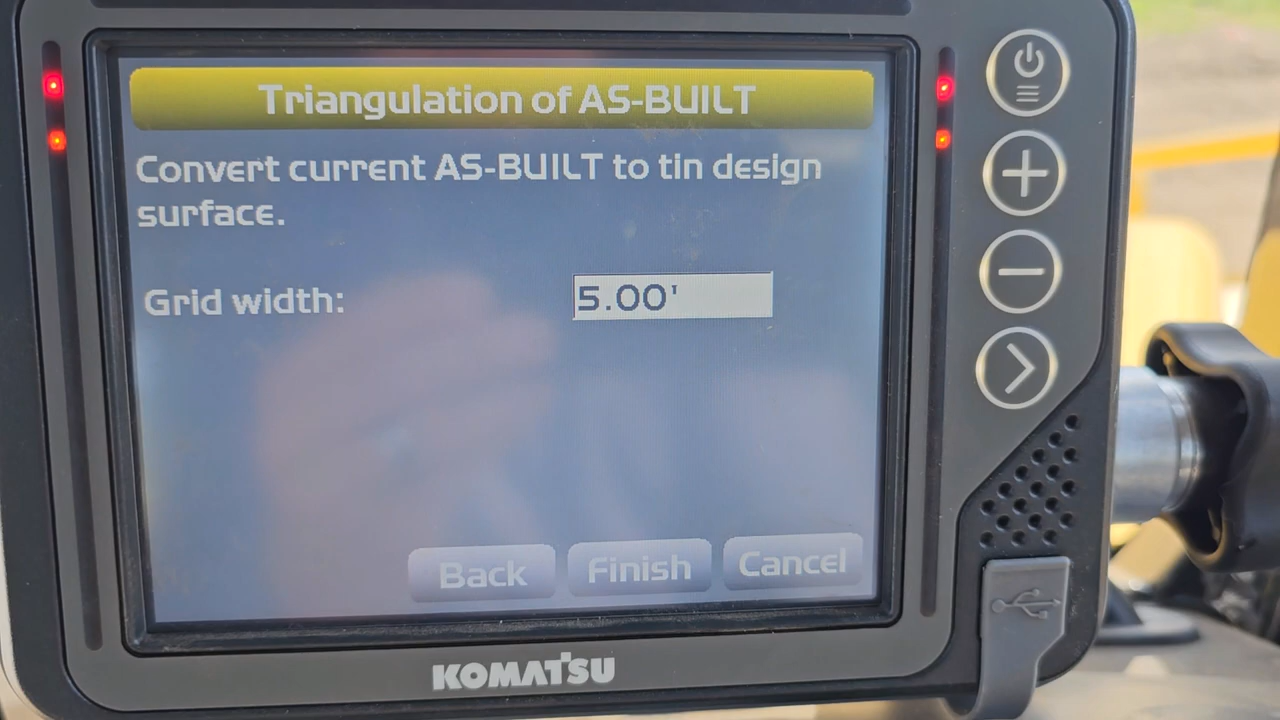 Triangulation of AS-BUILT
Convert current AS-BUILT to tin design
surface.
Grid width: 5.00'
Back Finish Cancel
KOMATSU